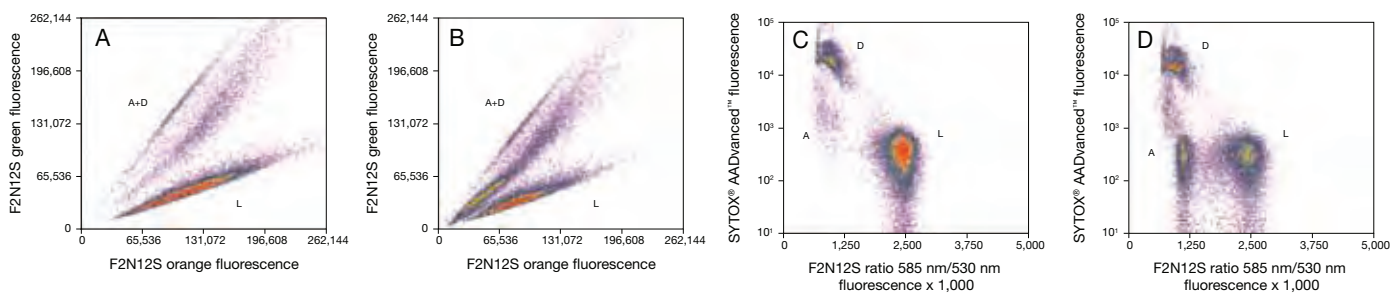 A
F2N12S green fluorescence
262,144
196,608
131,072
65,536
0
A+D
L
0 65,536 131,072 196,608 262,144
F2N12S orange fluorescence
B
F2N12S green fluorescence
262,144
196,608
131,072
65,536
0
A+D
L
0 65,536 131,072 196,608 262,144
F2N12S orange fluorescence
C
SYTOX® AADvanced™ fluorescence
10⁵
10⁴
10³
10²
10¹
D
A
L
0 1,250 2,500 3,750 5,000
F2N12S ratio 585 nm/530 nm
fluorescence x 1,000
D
SYTOX® AADvanced™ fluorescence
10⁵
10⁴
10³
10²
10¹
D
A
L
0 1,250 2,500 3,750 5,000
F2N12S ratio 585 nm/530 nm
fluorescence x 1,000